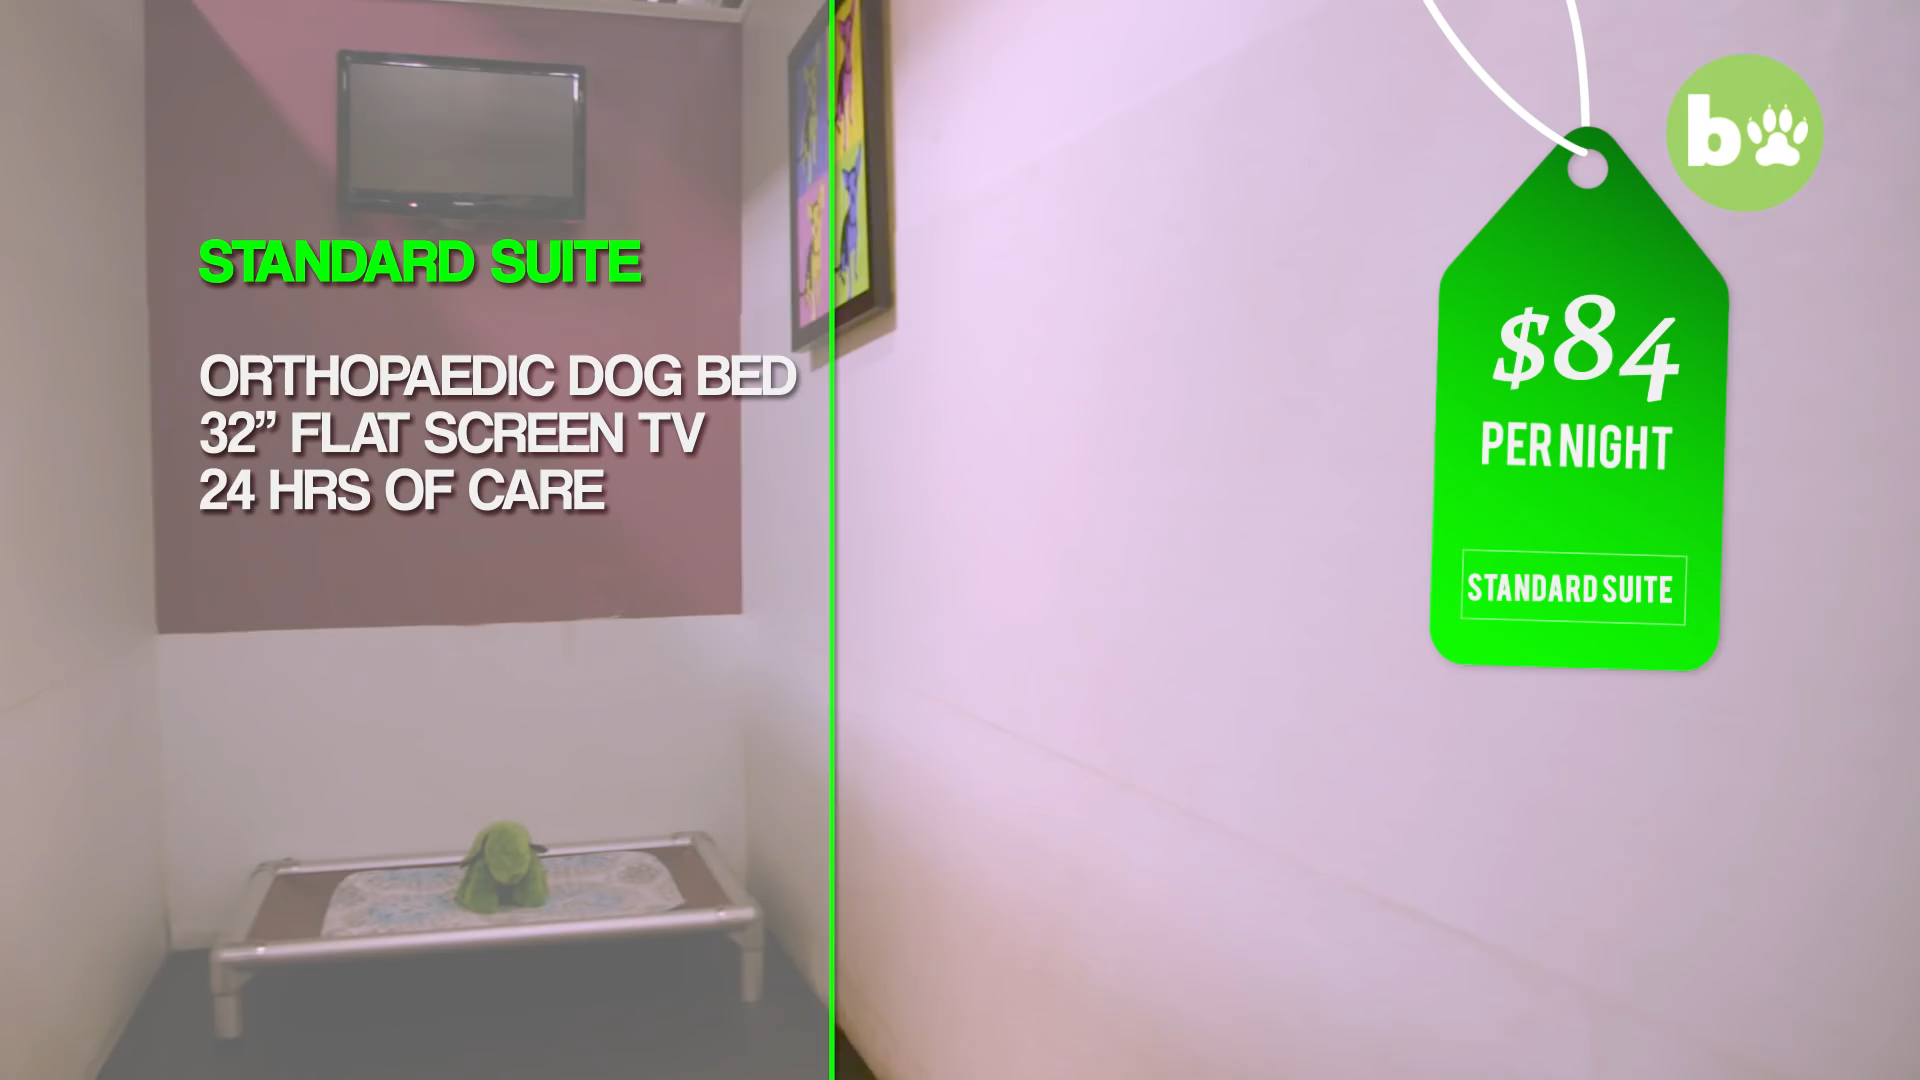 STANDARD SUITE
ORTHOPAEDIC DOG BED
32” FLAT SCREEN TV
24 HRS OF CARE
b
$84
PER NIGHT
STANDARD SUITE